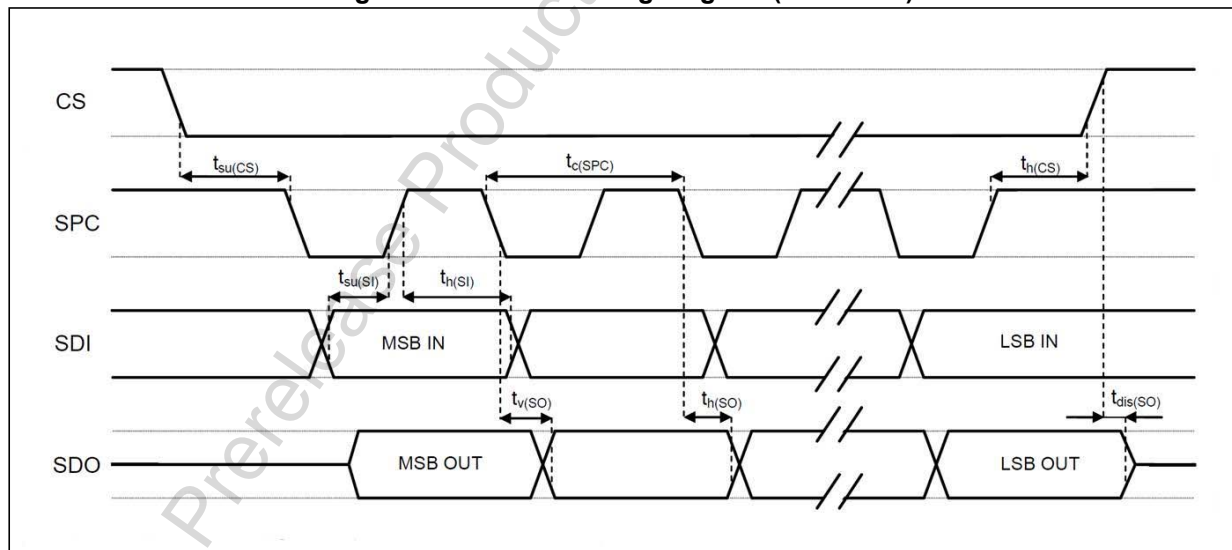 CS
tsu(CS)
tc(SPC)
th(CS)
SPC
tsu(SI)
th(SI)
SDI
MSB IN
LSB IN
tv(SO)
th(SO)
tdis(SO)
SDO
MSB OUT
LSB OUT
Prerelease Product